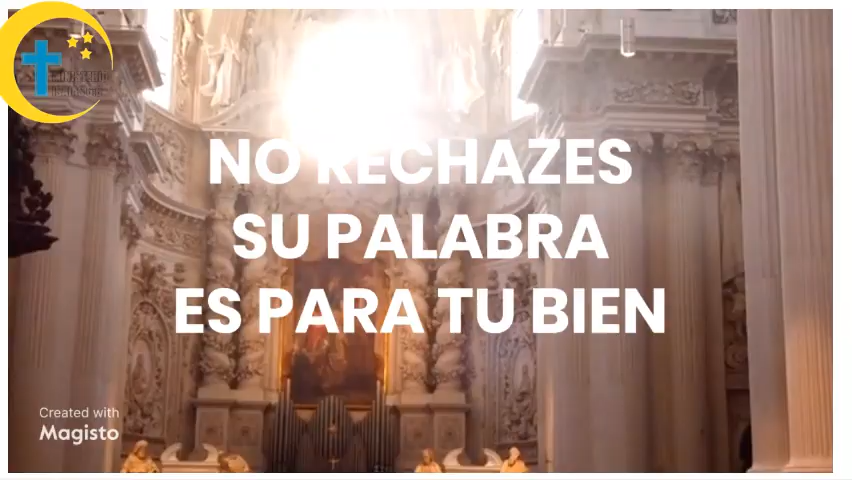 NO RECHAZES
SU PALABRA
ES PARA TU BIEN
Created with
Magisto